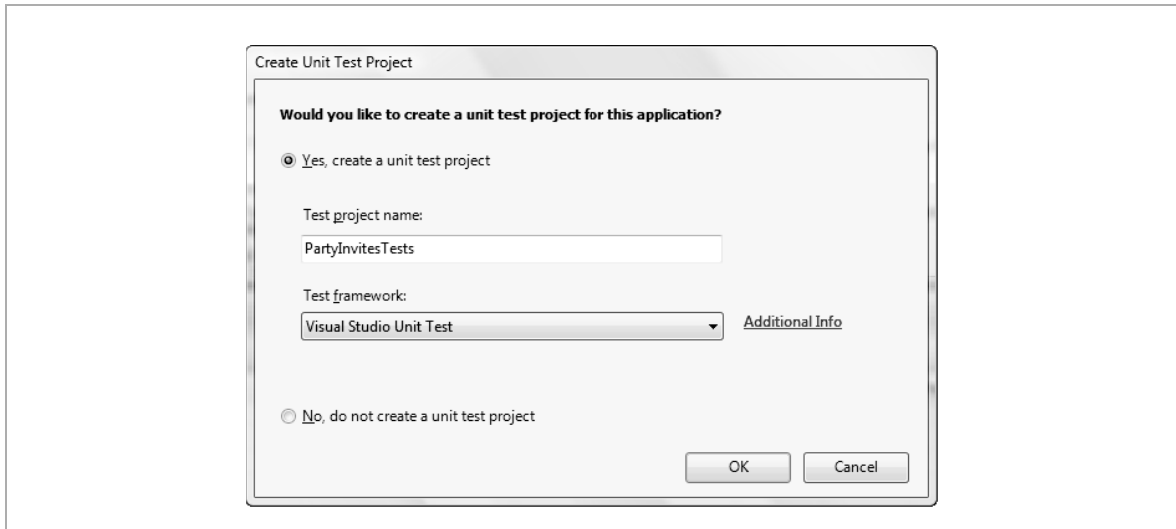 Create Unit Test Project
Would you like to create a unit test project for this application?
Yes, create a unit test project
Test project name:
PartyInvitesTests
Test framework:
Visual Studio Unit Test
Additional Info
No, do not create a unit test project
OK
Cancel